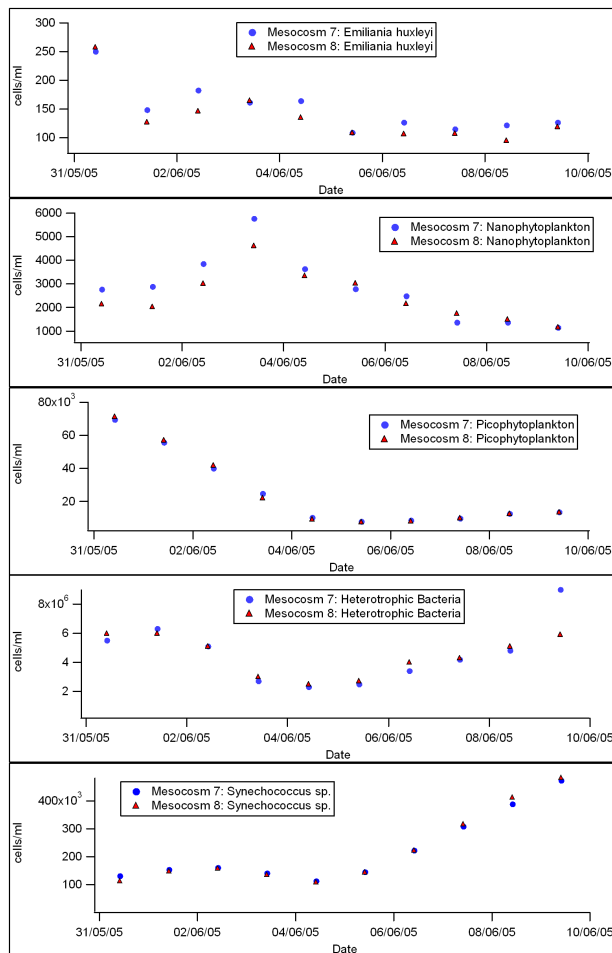 300
250
200
150
100
cells/ml
Mesocosm 7: Emiliania huxleyi
Mesocosm 8: Emiliania huxleyi
31/05/05 02/06/05 04/06/05 06/06/05 08/06/05 10/06/05
Date
6000
5000
4000
3000
2000
1000
cells/ml
Mesocosm 7: Nanophytoplankton
Mesocosm 8: Nanophytoplankton
31/05/05 02/06/05 04/06/05 06/06/05 08/06/05 10/06/05
Date
80x10³
60
40
20
cells/ml
Mesocosm 7: Picophytoplankton
Mesocosm 8: Picophytoplankton
31/05/05 02/06/05 04/06/05 06/06/05 08/06/05 10/06/05
Date
8x10⁶
6
4
2
cells/ml
Mesocosm 7: Heterotrophic Bacteria
Mesocosm 8: Heterotrophic Bacteria
31/05/05 02/06/05 04/06/05 06/06/05 08/06/05 10/06/05
Date
400x10³
300
200
100
cells/ml
Mesocosm 7: Synechococcus sp.
Mesocosm 8: Synechococcus sp.
31/05/05 02/06/05 04/06/05 06/06/05 08/06/05 10/06/05
Date